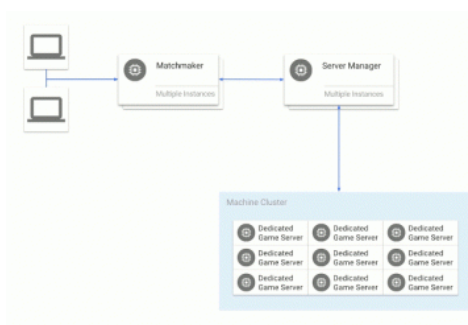 Matchmaker
Multiple Instances
Server Manager
Multiple Instances
Machine Cluster
Dedicated
Game Server
Dedicated
Game Server
Dedicated
Game Server
Dedicated
Game Server
Dedicated
Game Server
Dedicated
Game Server
Dedicated
Game Server
Dedicated
Game Server
Dedicated
Game Server